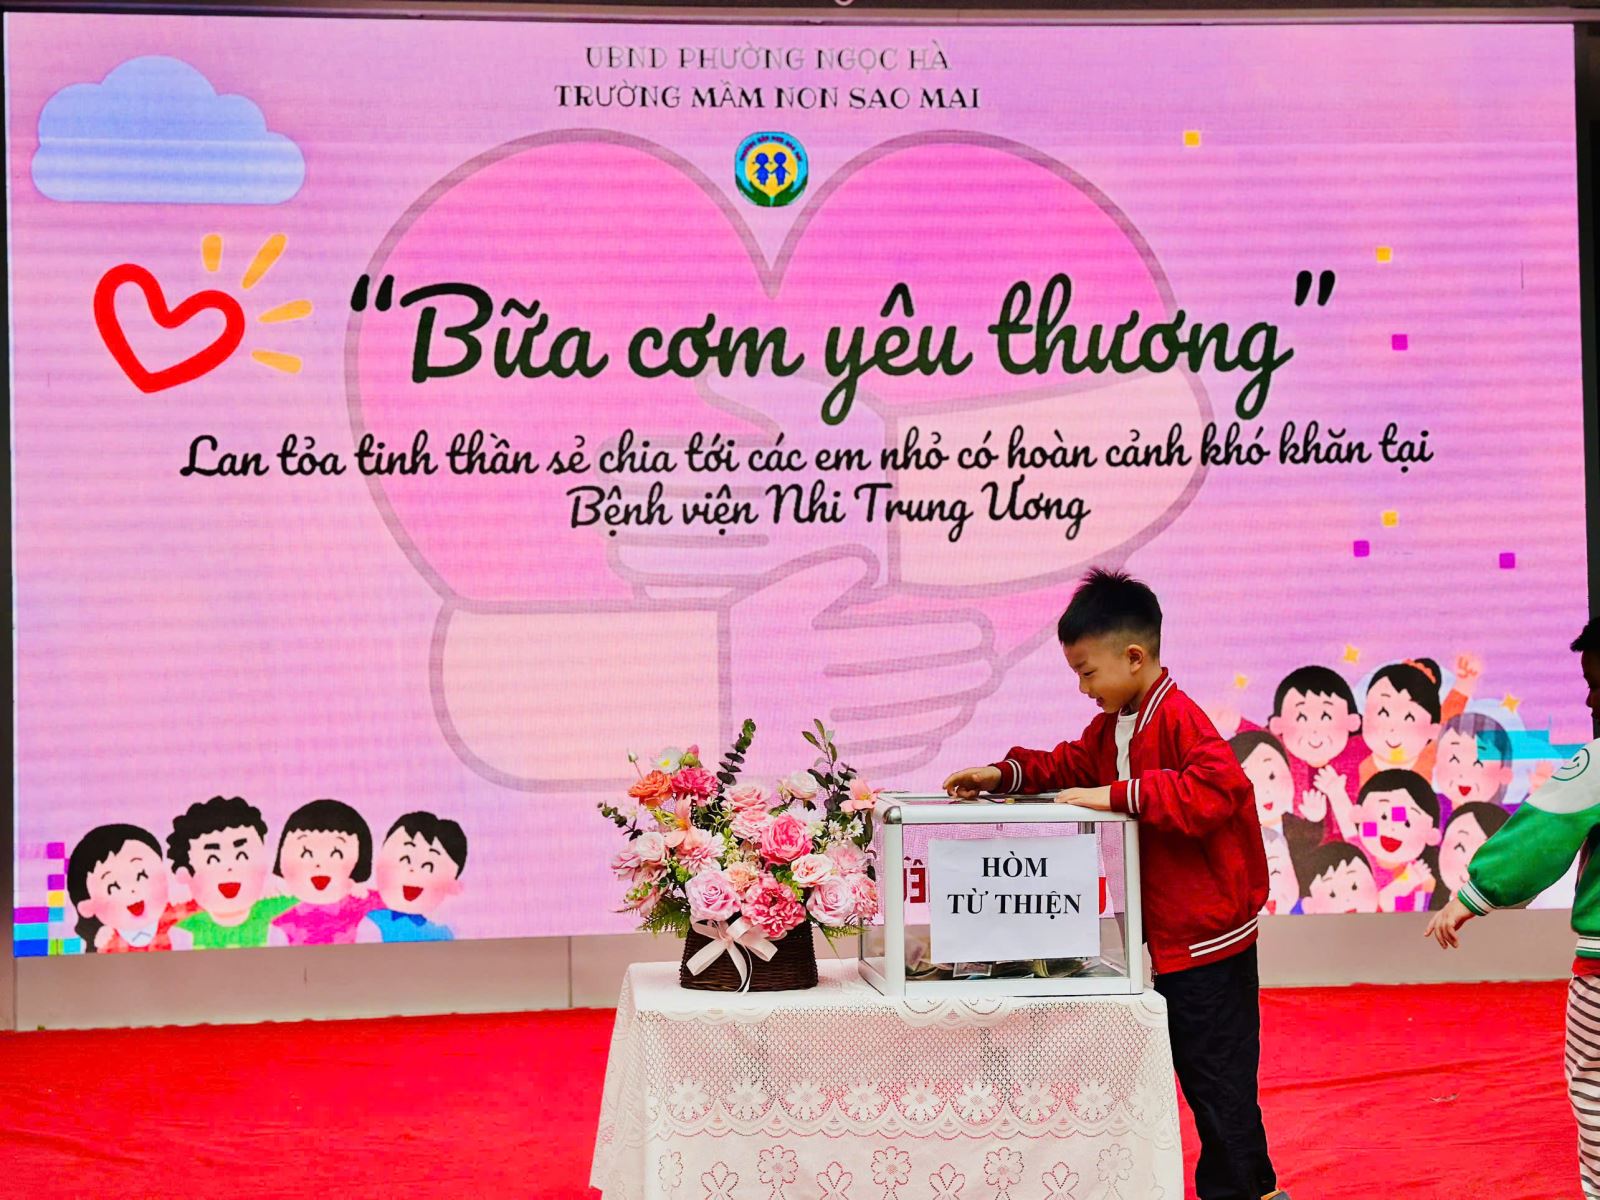 UBND PHƯỜNG NGỌC HÀ
TRƯỜNG MẦM NON SAO MAI
“Bữa cơm yêu thương”
Lan tỏa tinh thần sẻ chia tới các em nhỏ có hoàn cảnh khó khăn tại
Bệnh viện Nhi Trung Ương
HÒM
TỪ THIỆN